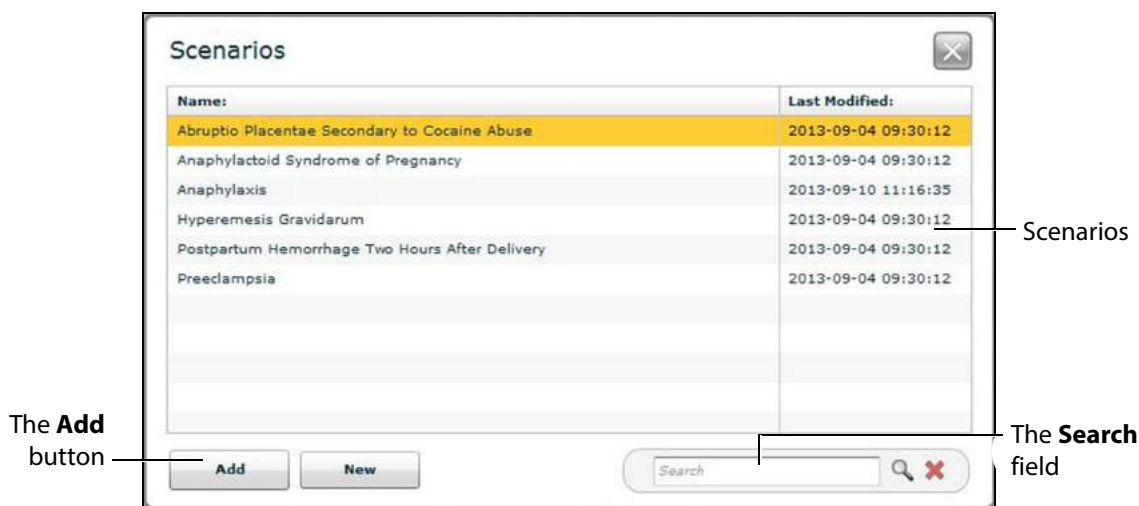 Scenarios
Name: Last Modified:
Abruptio Placentae Secondary to Cocaine Abuse 2013-09-04 09:30:12
Anaphylactoid Syndrome of Pregnancy 2013-09-04 09:30:12
Anaphylaxis 2013-09-10 11:16:35
Hyperemesis Gravidarum 2013-09-04 09:30:12
Scenarios
Postpartum Hemorrhage Two Hours After Delivery 2013-09-04 09:30:12
Preeclampsia 2013-09-04 09:30:12
The Add
button
Add New Search
The Search
field